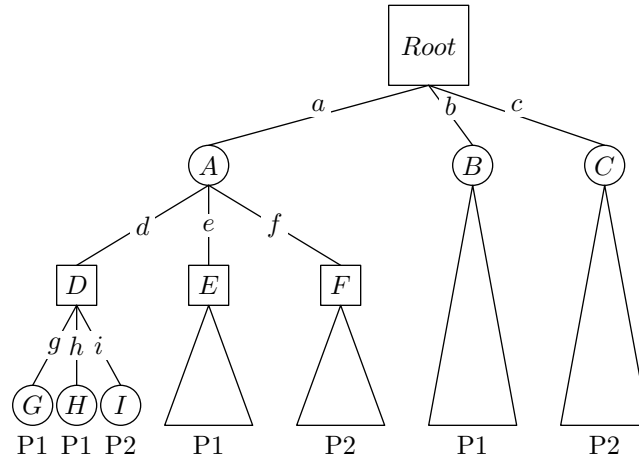 Root
a b c
A B C
d e f
D E F
g h i
G H I
P1 P1 P2 P1 P2 P1 P2